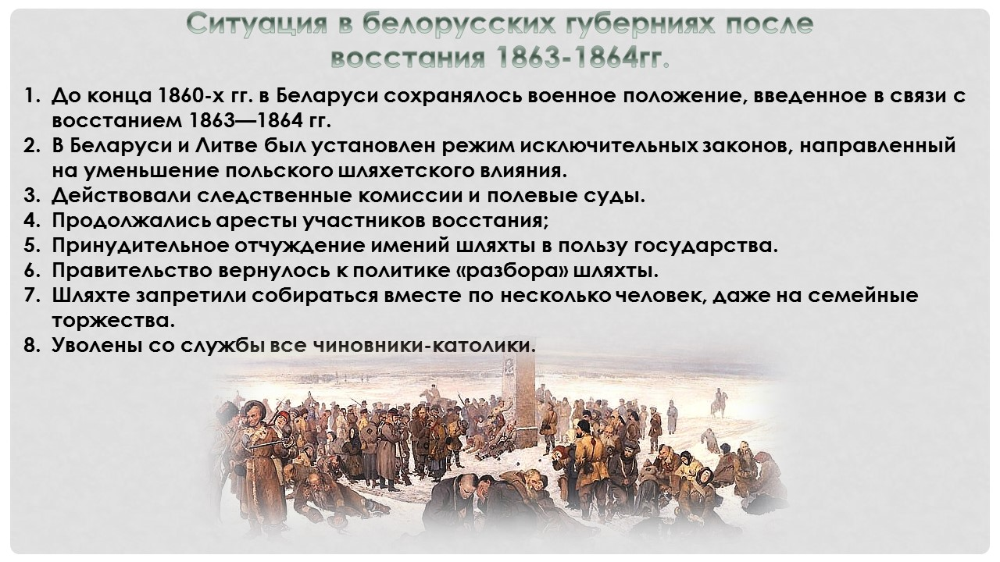 Ситуация в белорусских губерниях после
восстания 1863-1864гг.
1. До конца 1860-х гг. в Беларуси сохранялось военное положение, введенное в связи с
восстанием 1863—1864 гг.
2. В Беларуси и Литве был установлен режим исключительных законов, направленный
на уменьшение польского шляхетского влияния.
3. Действовали следственные комиссии и полевые суды.
4. Продолжались аресты участников восстания;
5. Принудительное отчуждение имений шляхты в пользу государства.
6. Правительство вернулось к политике «разбора» шляхты.
7. Шляхте запретили собираться вместе по несколько человек, даже на семейные
торжества.
8. Уволены со службы все чиновники-католики.